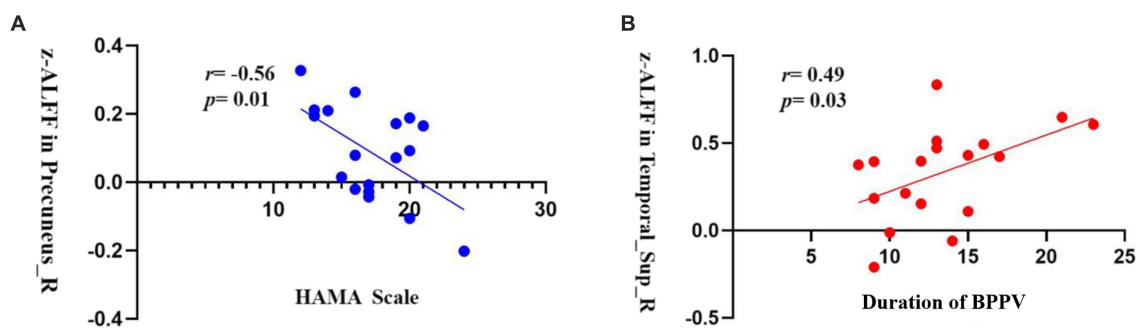 A
z-ALFF in Precuneus_R
0.4
0.2
0.0
-0.2
-0.4
r= -0.56
p= 0.01
10
20
30
HAMA Scale
B
z-ALFF in Temporal_Sup_R
1.0
0.5
0.0
-0.5
r= 0.49
p= 0.03
5
10
15
20
25
Duration of BPPV